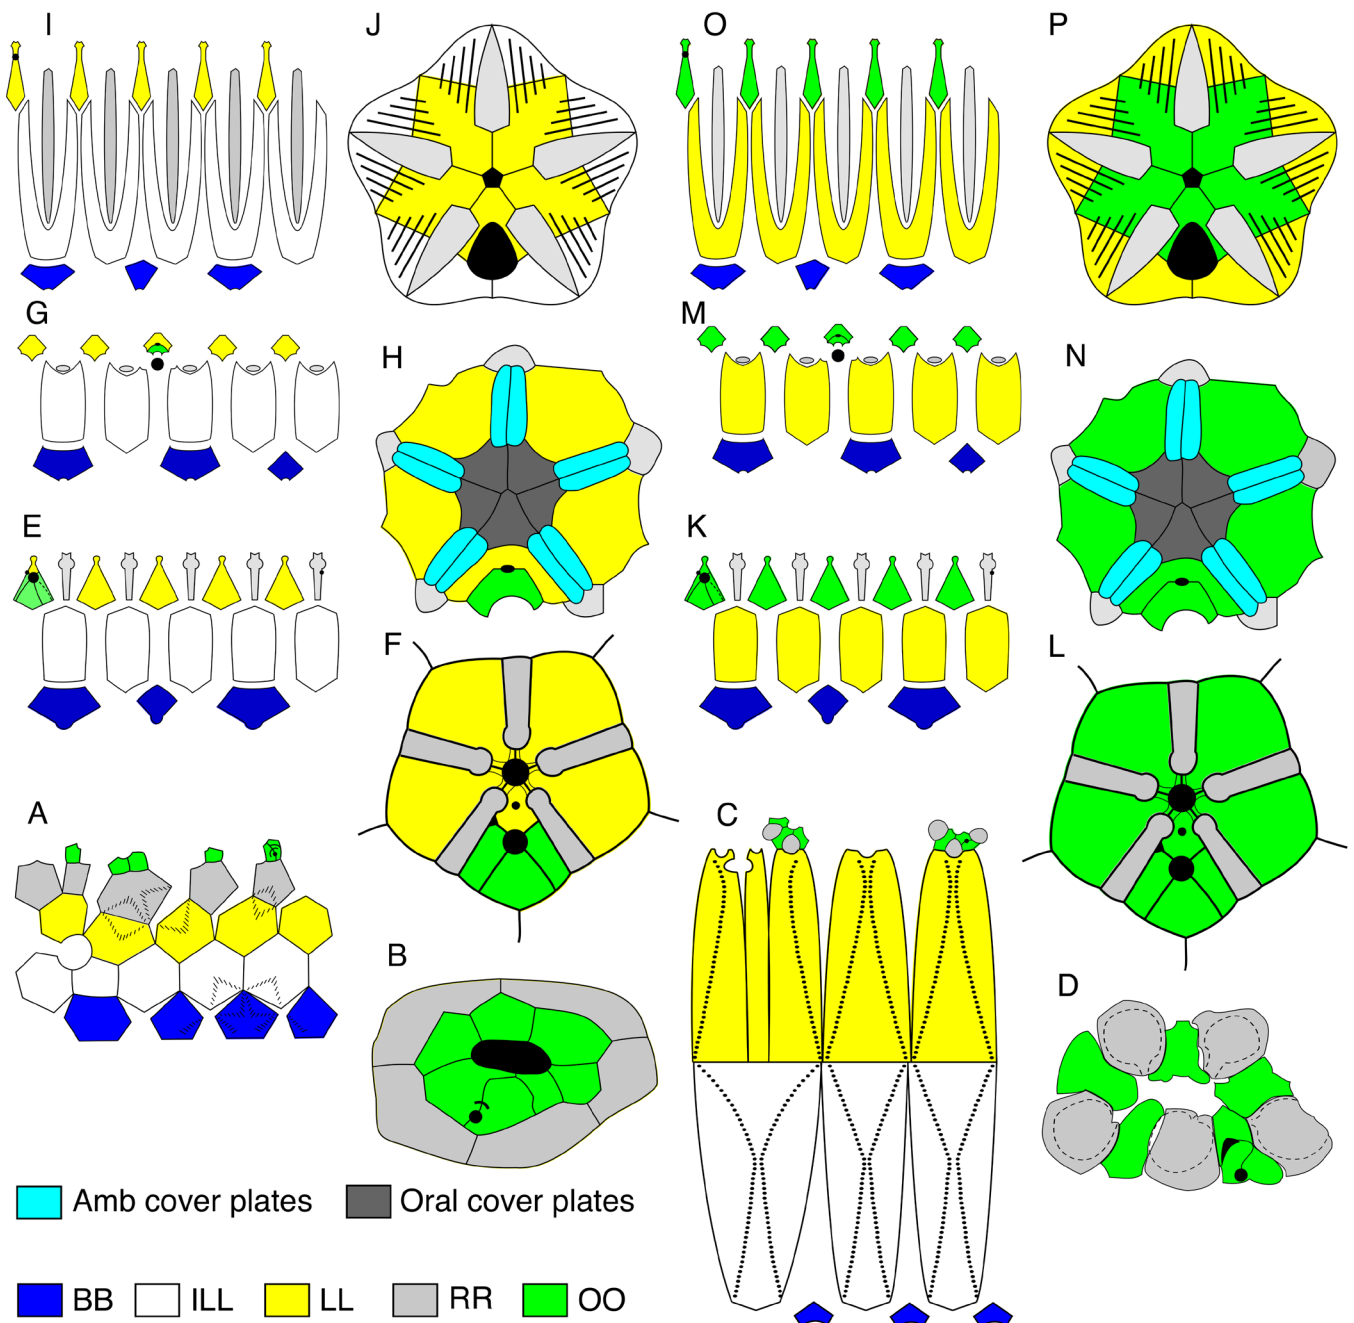 I J O P
G H M N
E F K L
A C
B D
Amb cover plates Oral cover plates
BB ILL LL RR OO